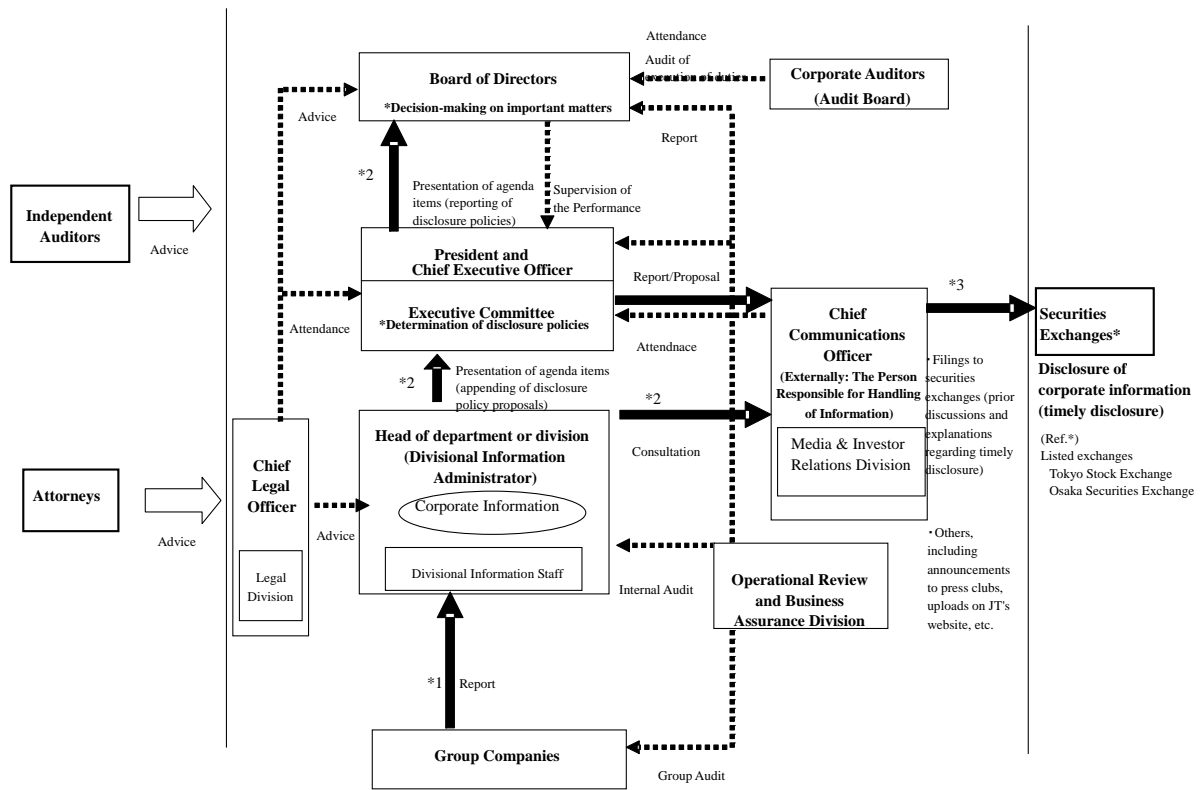 Attendance
Audit of
execution of duties
Board of Directors
*Decision-making on important matters
Corporate Auditors
(Audit Board)
Advice
Report
*2
Presentation of agenda
items (reporting of
disclosure policies)
Supervision of
the Performance
Independent
Auditors
Advice
President and
Chief Executive Officer
Report/Proposal
*3
Executive Committee
*Determination of disclosure policies
Attendance
Attendnace
Chief
Communications
Officer
(Externally: The Person
Responsible for Handling
of Information)
Media & Investor
Relations Division
Securities
Exchanges*
Disclosure of
corporate information
(timely disclosure)
(Ref.*)
Listed exchanges
Tokyo Stock Exchange
Osaka Securities Exchange
・Filings to
securities
exchanges (prior
discussions and
explanations
regarding timely
disclosure)
・Others,
including
announcements
to press clubs,
uploads on JT's
website, etc.
*2
Presentation of agenda items
(appending of disclosure
policy proposals)
*2
Consultation
Head of department or division
(Divisional Information
Administrator)
Corporate Information
Divisional Information Staff
Chief
Legal
Officer
Legal
Division
Advice
Attorneys
Advice
Internal Audit
Operational Review
and Business
Assurance Division
*1
Report
Group Companies
Group Audit